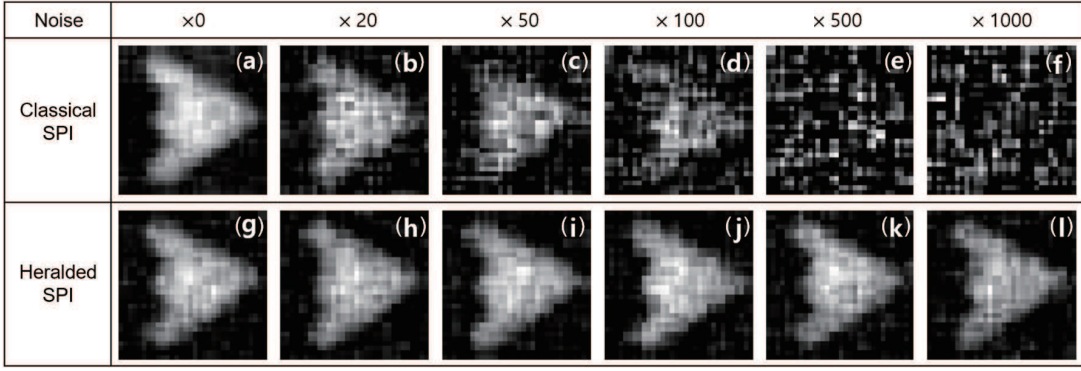 Noise ×0 × 20 × 50 × 100 × 500 × 1000
Classical
SPI
(a) (b) (c) (d) (e) (f)
Heralded
SPI
(g) (h) (i) (j) (k) (l)